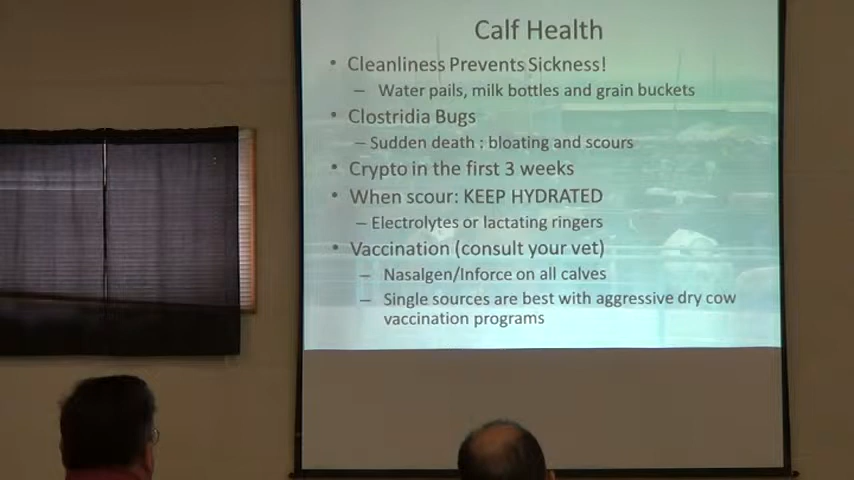 Calf Health
• Cleanliness Prevents Sickness!
– Water pails, milk bottles and grain buckets
• Clostridia Bugs
– Sudden death : bloating and scours
• Crypto in the first 3 weeks
• When scour: KEEP HYDRATED
– Electrolytes or lactating ringers
• Vaccination (consult your vet)
– Nasalgen/Inforce on all calves
– Single sources are best with aggressive dry cow
vaccination programs